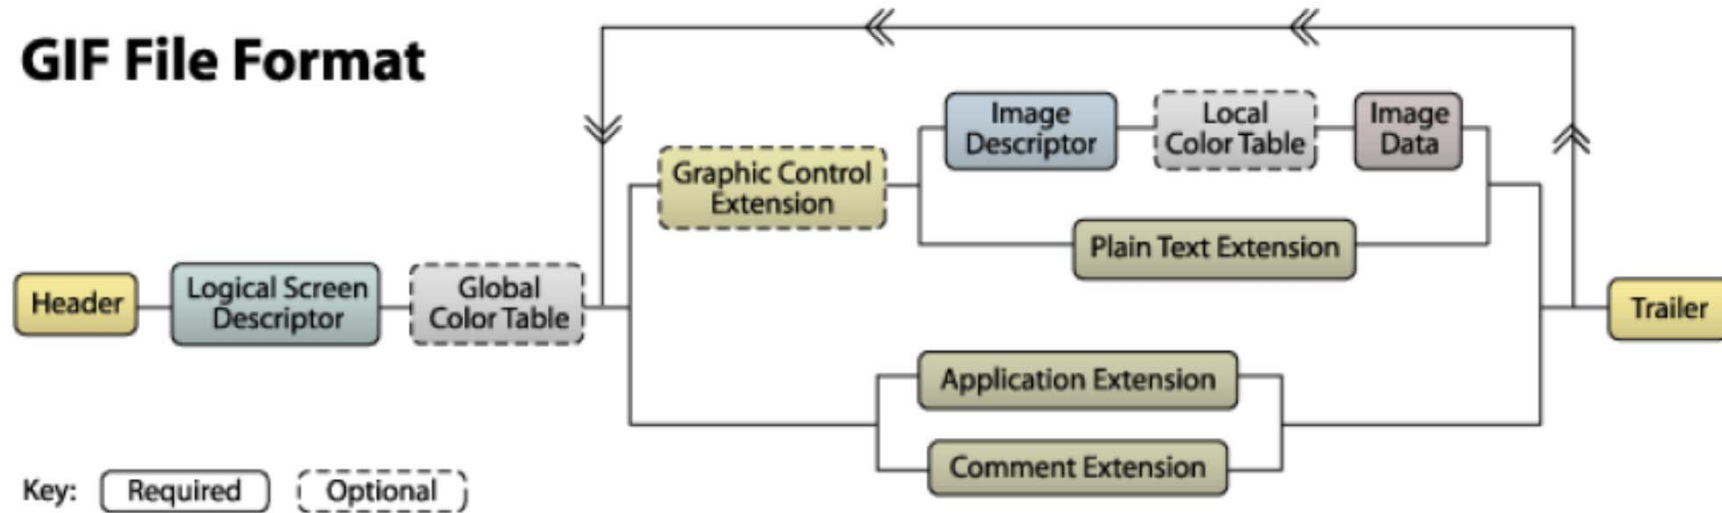 GIF File Format
Header
Logical Screen
Descriptor
Global
Color Table
Graphic Control
Extension
Image
Descriptor
Local
Color Table
Image
Data
Plain Text Extension
Application Extension
Comment Extension
Trailer
Key: Required Optional